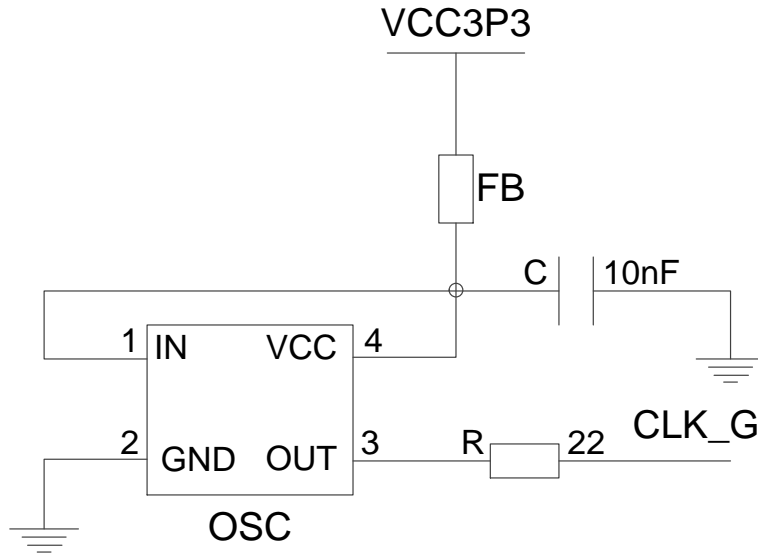 VCC3P3
FB
C 10nF
1 IN VCC 4
2 GND OUT 3 R 22 CLK_G
OSC